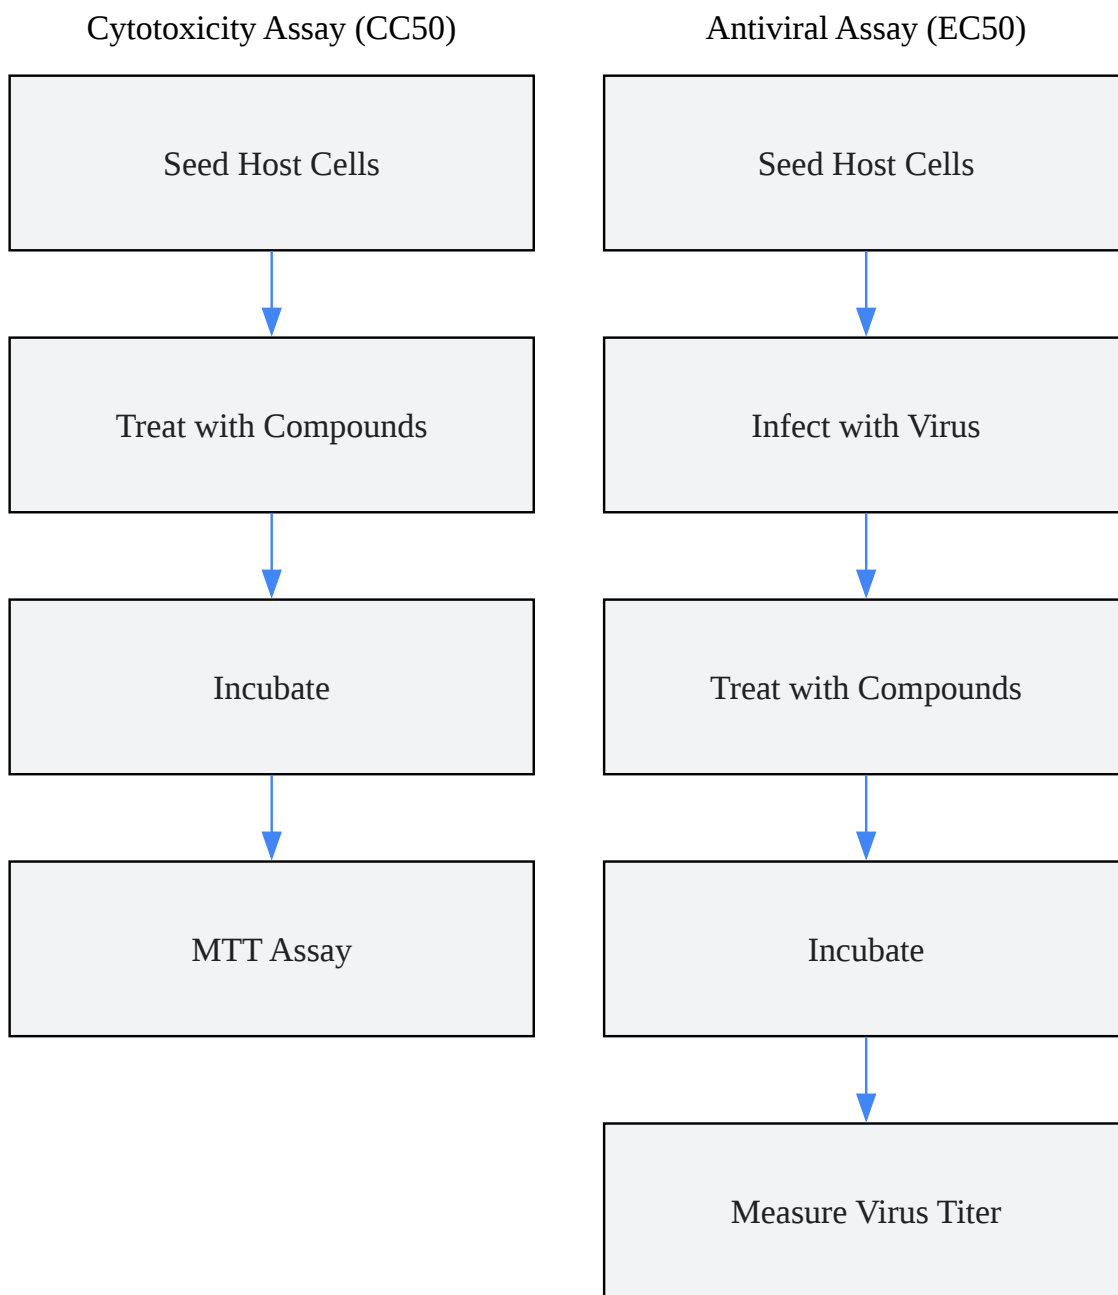 Cytotoxicity Assay (CC50)
Seed Host Cells
Treat with Compounds
Incubate
MTT Assay
Antiviral Assay (EC50)
Seed Host Cells
Infect with Virus
Treat with Compounds
Incubate
Measure Virus Titer